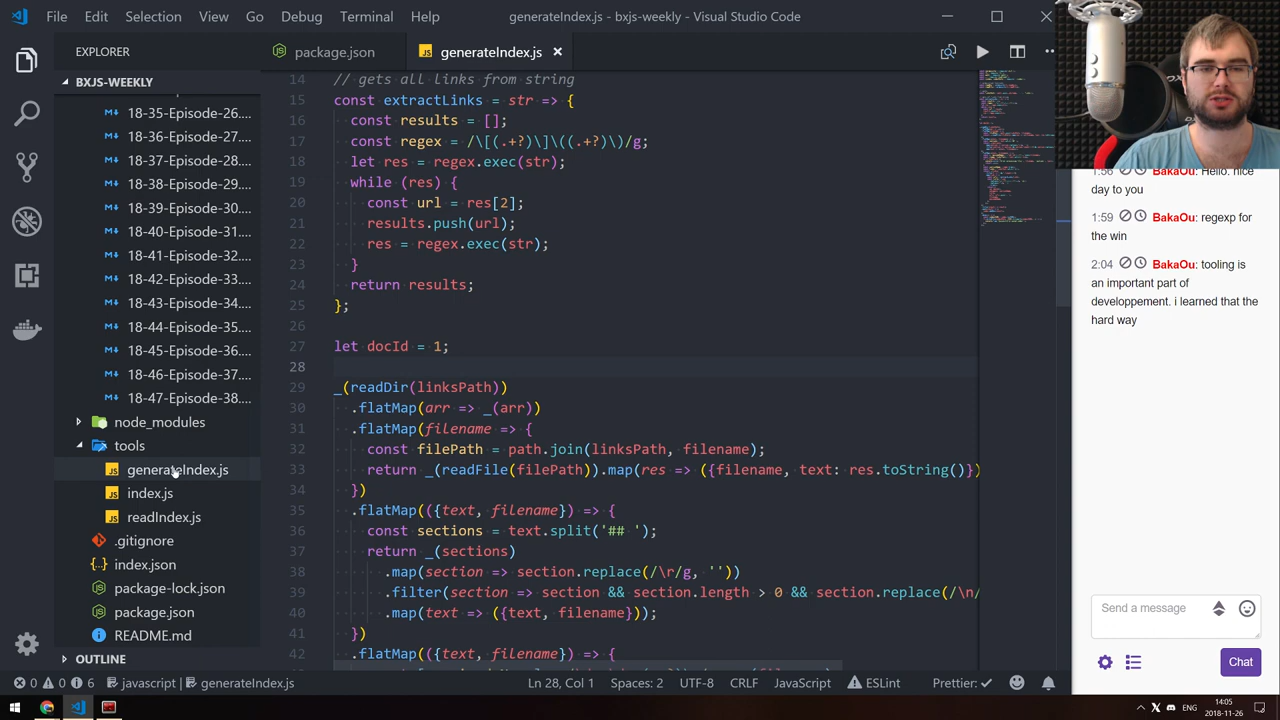 File Edit Selection View Go Debug Terminal Help
generateIndex.js - bxjs-weekly - Visual Studio Code
EXPLORER
BXJS-WEEKLY
18-35-Episode-26....
18-36-Episode-27....
18-37-Episode-28....
18-38-Episode-29....
18-39-Episode-30....
18-40-Episode-31....
18-41-Episode-32....
18-42-Episode-33....
18-43-Episode-34....
18-44-Episode-35....
18-45-Episode-36....
18-46-Episode-37....
18-47-Episode-38....
node_modules
tools
generateIndex.js
index.js
readIndex.js
.gitignore
index.json
package-lock.json
package.json
README.md
OUTLINE
package.json
generateIndex.js
14 // gets all links from string
15 const extractLinks = str => {
16 const results = [];
17 const regex = /\[(.+?)\]\(.+?)\)/g;
18 let res = regex.exec(str);
19 while (res) {
20 const url = res[2];
21 results.push(url);
22 res = regex.exec(str);
23 }
24 return results;
25 };
26
27 let docId = 1;
28
29 _(readDir(linksPath))
30 .flatMap(arr => _(arr))
31 .flatMap(filename => {
32 const filePath = path.join(linksPath, filename);
33 return _(readFile(filePath)).map(res => ({filename, text: res.toString()})
34 })
35 .flatMap(({text, filename}) => {
36 const sections = text.split('## ');
37 return _(sections)
38 .map(section => section.replace(/\r/g, ''))
39 .filter(section => section && section.length > 0 && section.replace(/\n/
40 .map(text => ({text, filename}));
41 })
42 .flatMap(({text, filename}) => {
0 0 6 javascript generateIndex.js
Ln 28, Col 1 Spaces: 2 UTF-8 CRLF JavaScript ESLint Prettier: ✓
1:56 BakaOu: Hello. nice
day to you
1:59 BakaOu: regexp for
the win
2:04 BakaOu: tooling is
an important part of
developpement. i learned that the
hard way
Send a message
Chat
ENG
14:05
2018-11-26